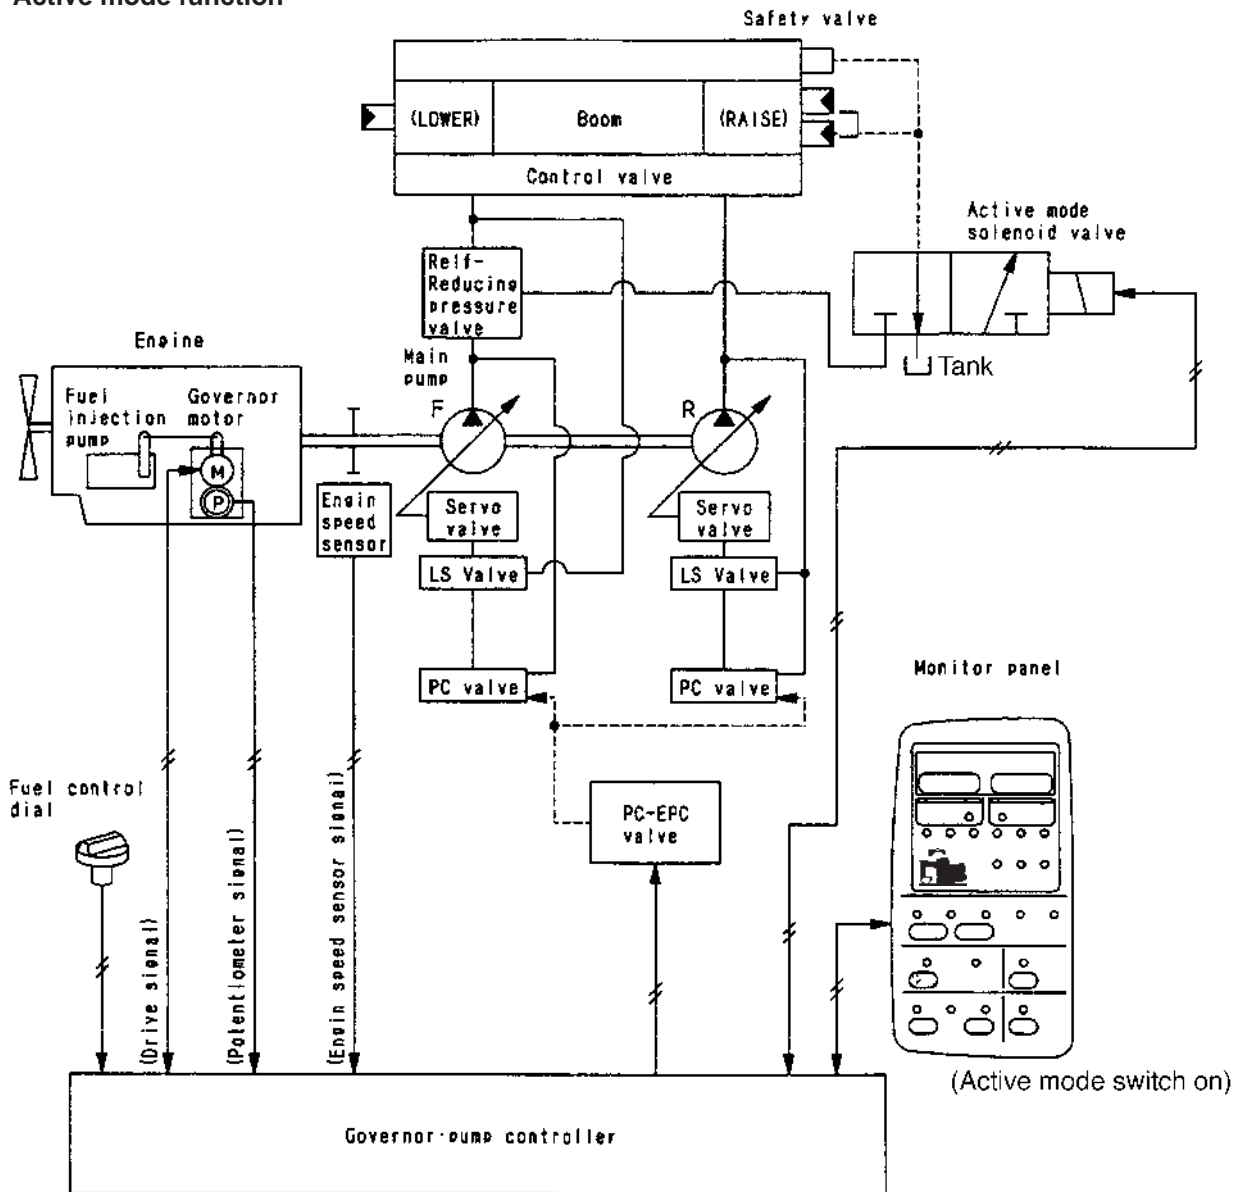 Active mode function
Safety valve
(LOWER)
Boom
(RAISE)
Control valve
Active mode
solenoid valve
Relf-
Reducing
pressure
valve
Tank
Engine
Main
pump
Fuel
injection
pump
Governor
motor
F
R
M
P
Engin
speed
sensor
Servo
valve
Servo
valve
LS Valve
LS Valve
PC valve
PC valve
Monitor panel
Fuel control
dial
PC-EPC
valve
(Drive signal)
(Potentiometer signal)
(Engin speed sensor signal)
(Active mode switch on)
Governor·pump controller